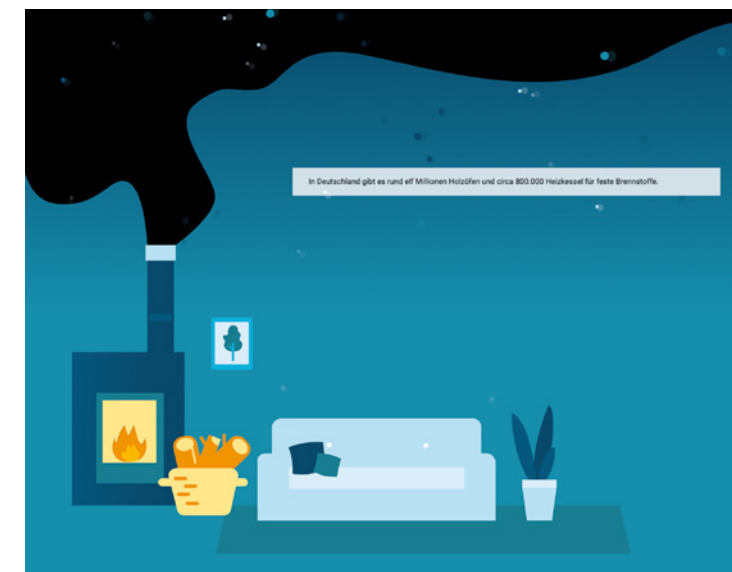 In Deutschland gibt es rund elf Millionen Holzöfen und circa 800.000 Heizkessel für feste Brennstoffe.